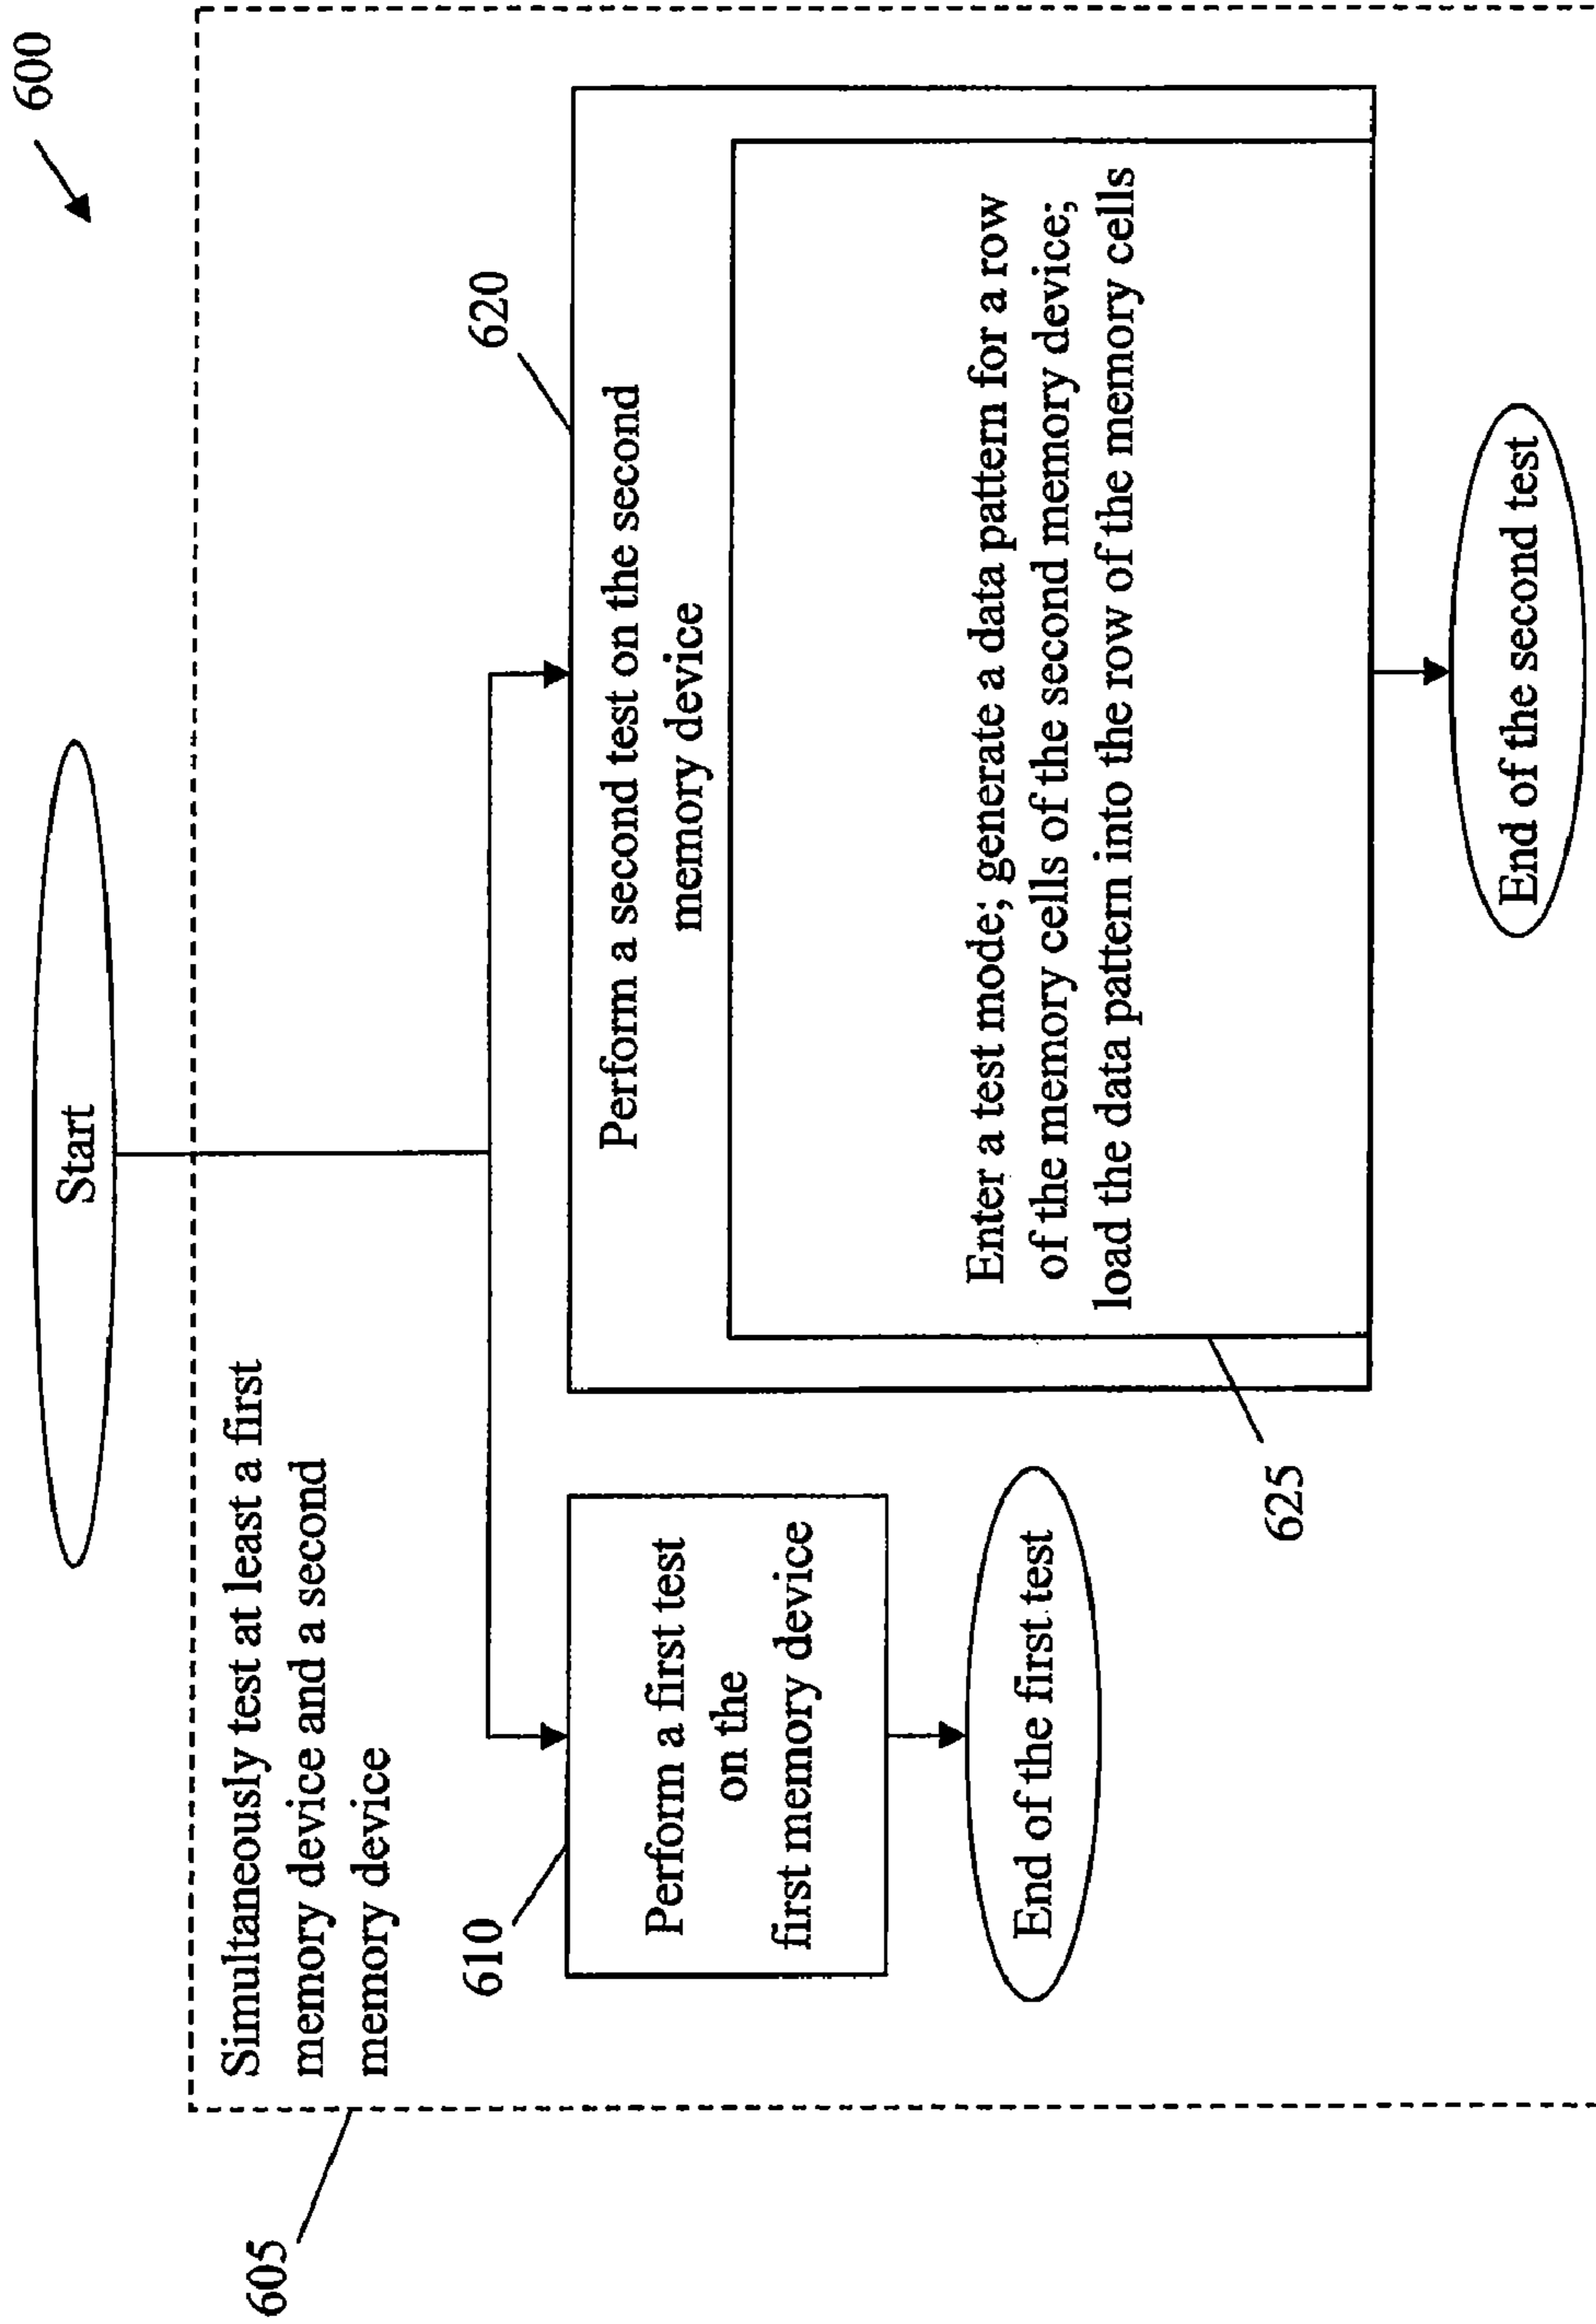 600
Start
605
Simultaneously test at least a first
memory device and a second
memory device
610
Perform a first test
on the
first memory device
End of the first test
620
Perform a second test on the second
memory device
625
Enter a test mode; generate a data pattern for a row
of the memory cells of the second memory device;
load the data pattern into the row of the memory cells
End of the second test